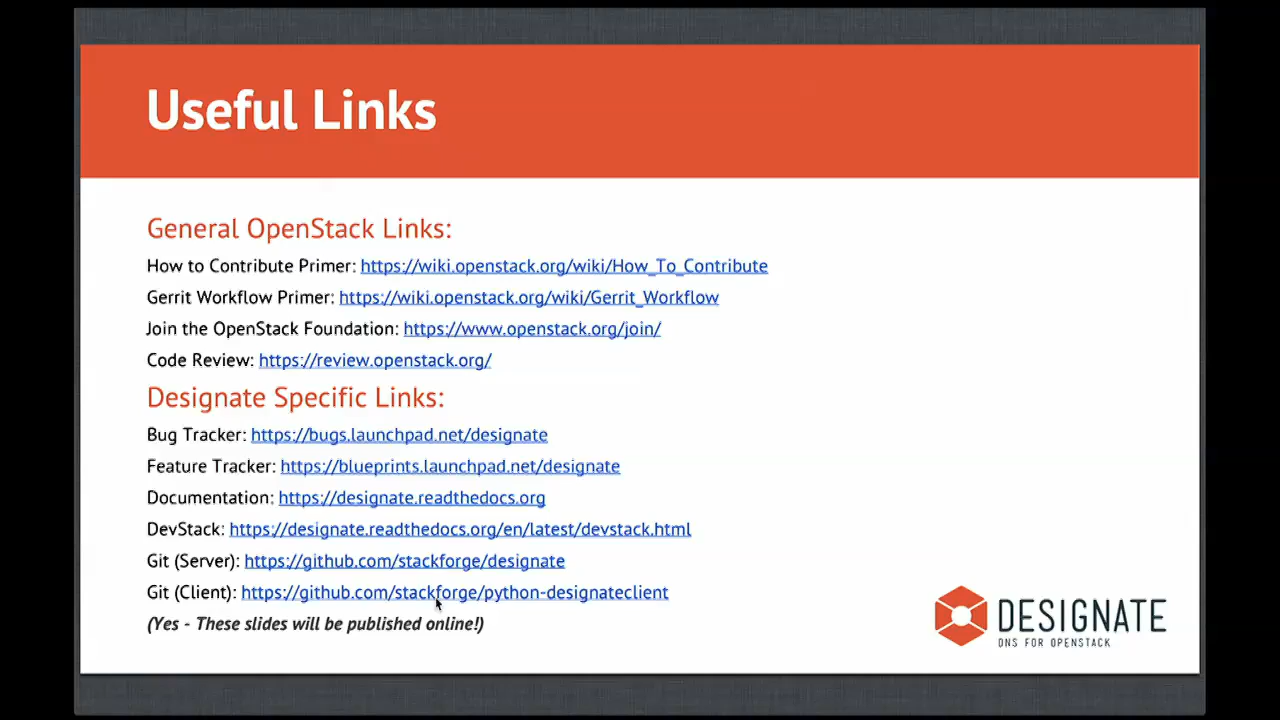 Useful Links
General OpenStack Links:
How to Contribute Primer: https://wiki.openstack.org/wiki/How_To_Contribute
Gerrit Workflow Primer: https://wiki.openstack.org/wiki/Gerrit_Workflow
Join the OpenStack Foundation: https://www.openstack.org/join/
Code Review: https://review.openstack.org/
Designate Specific Links:
Bug Tracker: https://bugs.launchpad.net/designate
Feature Tracker: https://blueprints.launchpad.net/designate
Documentation: https://designate.readthedocs.org
DevStack: https://designate.readthedocs.org/en/latest/devstack.html
Git (Server): https://github.com/stackforge/designate
Git (Client): https://github.com/stackforge/python-designateclient
(Yes - These slides will be published online!)
DESIGNATE
DNS FOR OPENSTACK